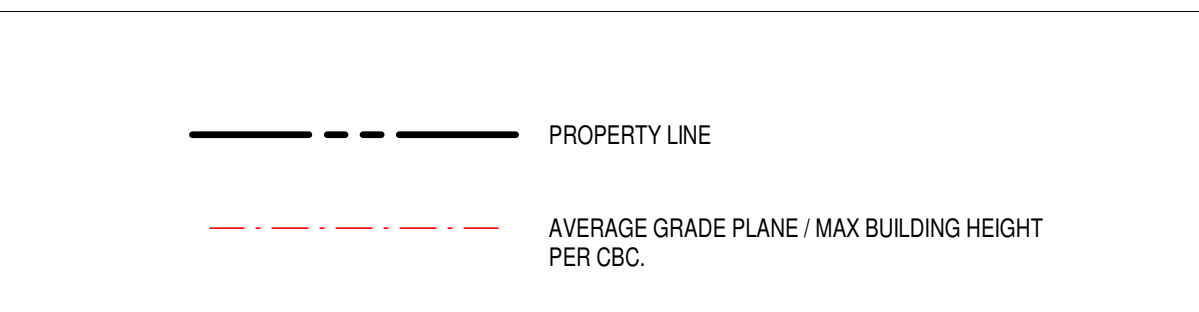 PROPERTY LINE
AVERAGE GRADE PLANE / MAX BUILDING HEIGHT
PER CBC.